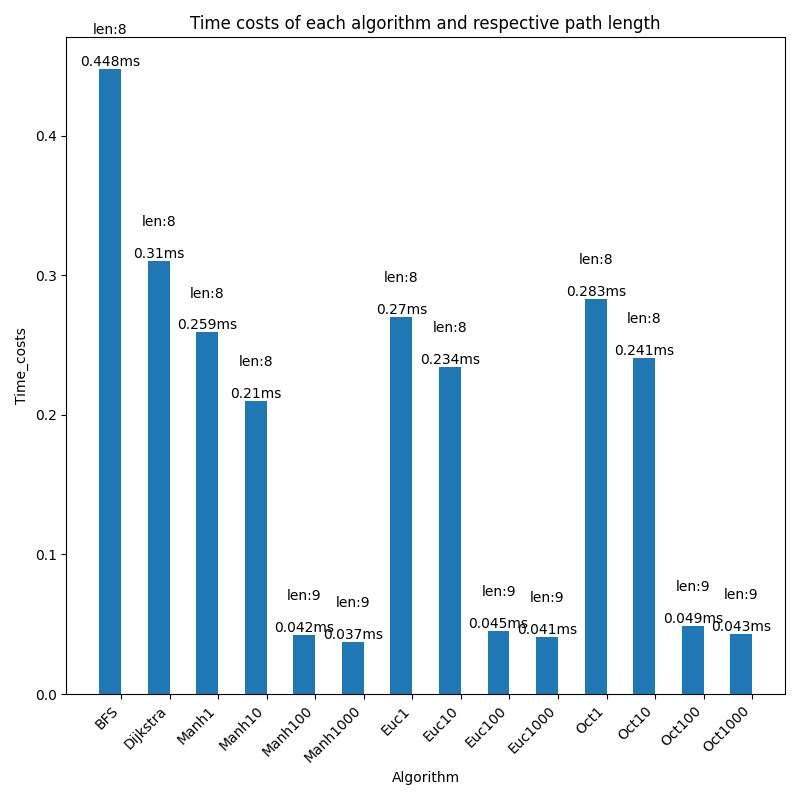 Time costs of each algorithm and respective path length
len:8
0.448ms
len:8
0.31ms
len:8
0.259ms
len:8
0.21ms
len:9
0.042ms
len:9
0.037ms
len:8
0.27ms
len:8
0.234ms
len:9
0.045ms
len:9
0.041ms
len:8
0.283ms
len:8
0.241ms
len:9
0.049ms
len:9
0.043ms
Time_costs
0.4
0.3
0.2
0.1
0.0
BFS
Dijkstra
Manh1
Manh10
Manh100
Manh1000
Euc1
Euc10
Euc100
Euc1000
Oct1
Oct10
Oct100
Oct1000
Algorithm